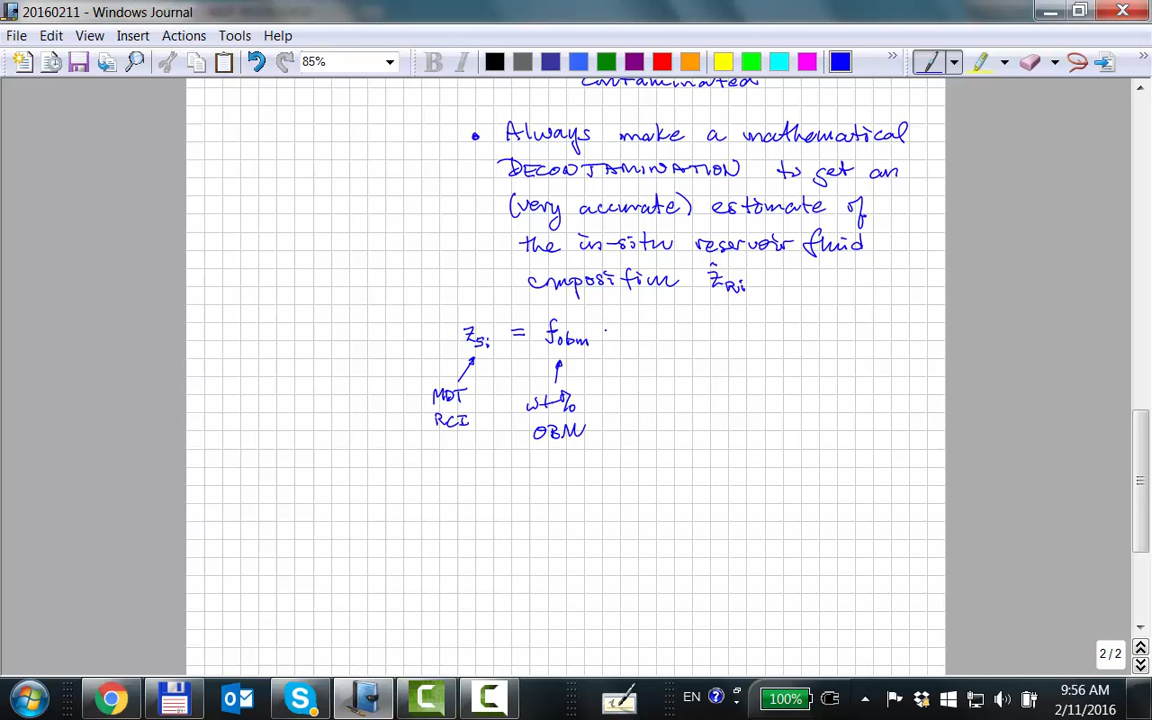 20160211 - Windows Journal
File Edit View Insert Actions Tools Help
85%
contaminated
• Always make a mathematical
DECONTAMINATION to get an
(very accurate) estimate of
the in-situ reservoir fluid
composition ẑRi
zsi = fobm ·
MDT
RCI
wt%
OBM
2/2
EN
100%
9:56 AM
2/11/2016